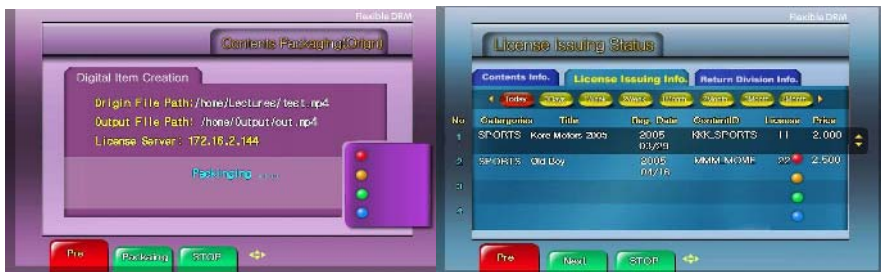 Flexible DRM
Contents Packaging(Origin)
Digital Item Creation
Origin File Path:/home/Lectures/test.mp4
Output File Path: /home/Output/out.mp4
License Server: 172.16.2.144
Packinging ....
Pre
Packaing
STOP
Flexible DRM
License Issuing Status
Contents Info.
License Issuing Info.
Return Division Info.
Today
No
Title
Reg. Date
ContentID
License
Price
1 SPORTS Kore Motors 2005 2005 03/29 KKK_SPORTS 11 2.000
2 SPORTS Old Boy 2005 04/16 MMM-MOVIE 22 2.500
3
4
Pre
Next
STOP